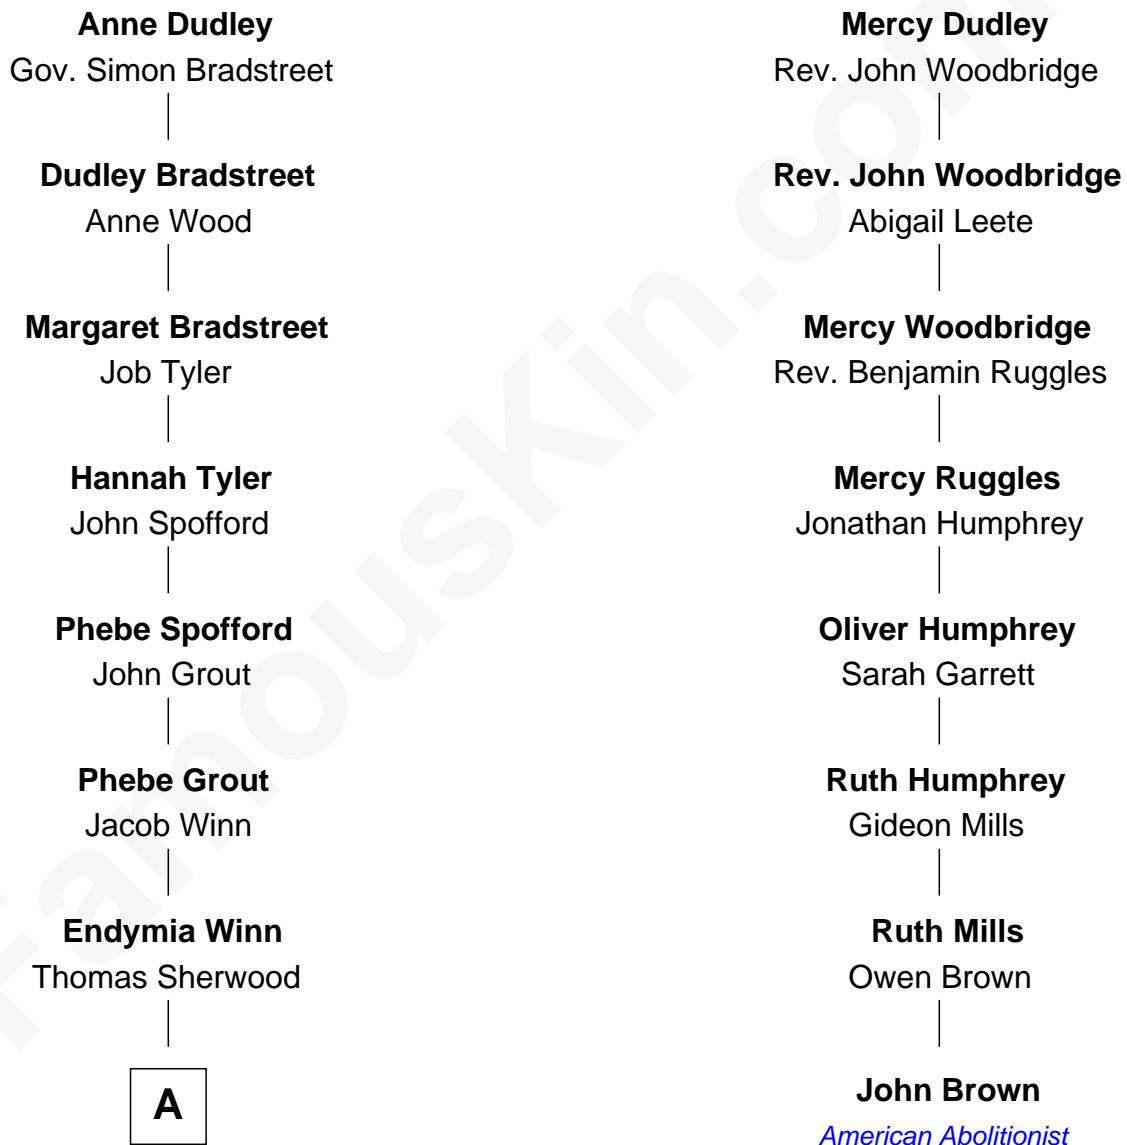 Anne Dudley
Gov. Simon Bradstreet
Dudley Bradstreet
Anne Wood
Margaret Bradstreet
Job Tyler
Hannah Tyler
John Spofford
Phebe Spofford
John Grout
Phebe Grout
Jacob Winn
Endymia Winn
Thomas Sherwood
A
Mercy Dudley
Rev. John Woodbridge
Rev. John Woodbridge
Abigail Leete
Mercy Woodbridge
Rev. Benjamin Ruggles
Mercy Ruggles
Jonathan Humphrey
Oliver Humphrey
Sarah Garrett
Ruth Humphrey
Gideon Mills
Ruth Mills
Owen Brown
John Brown
American Abolitionist
FamousKin.com